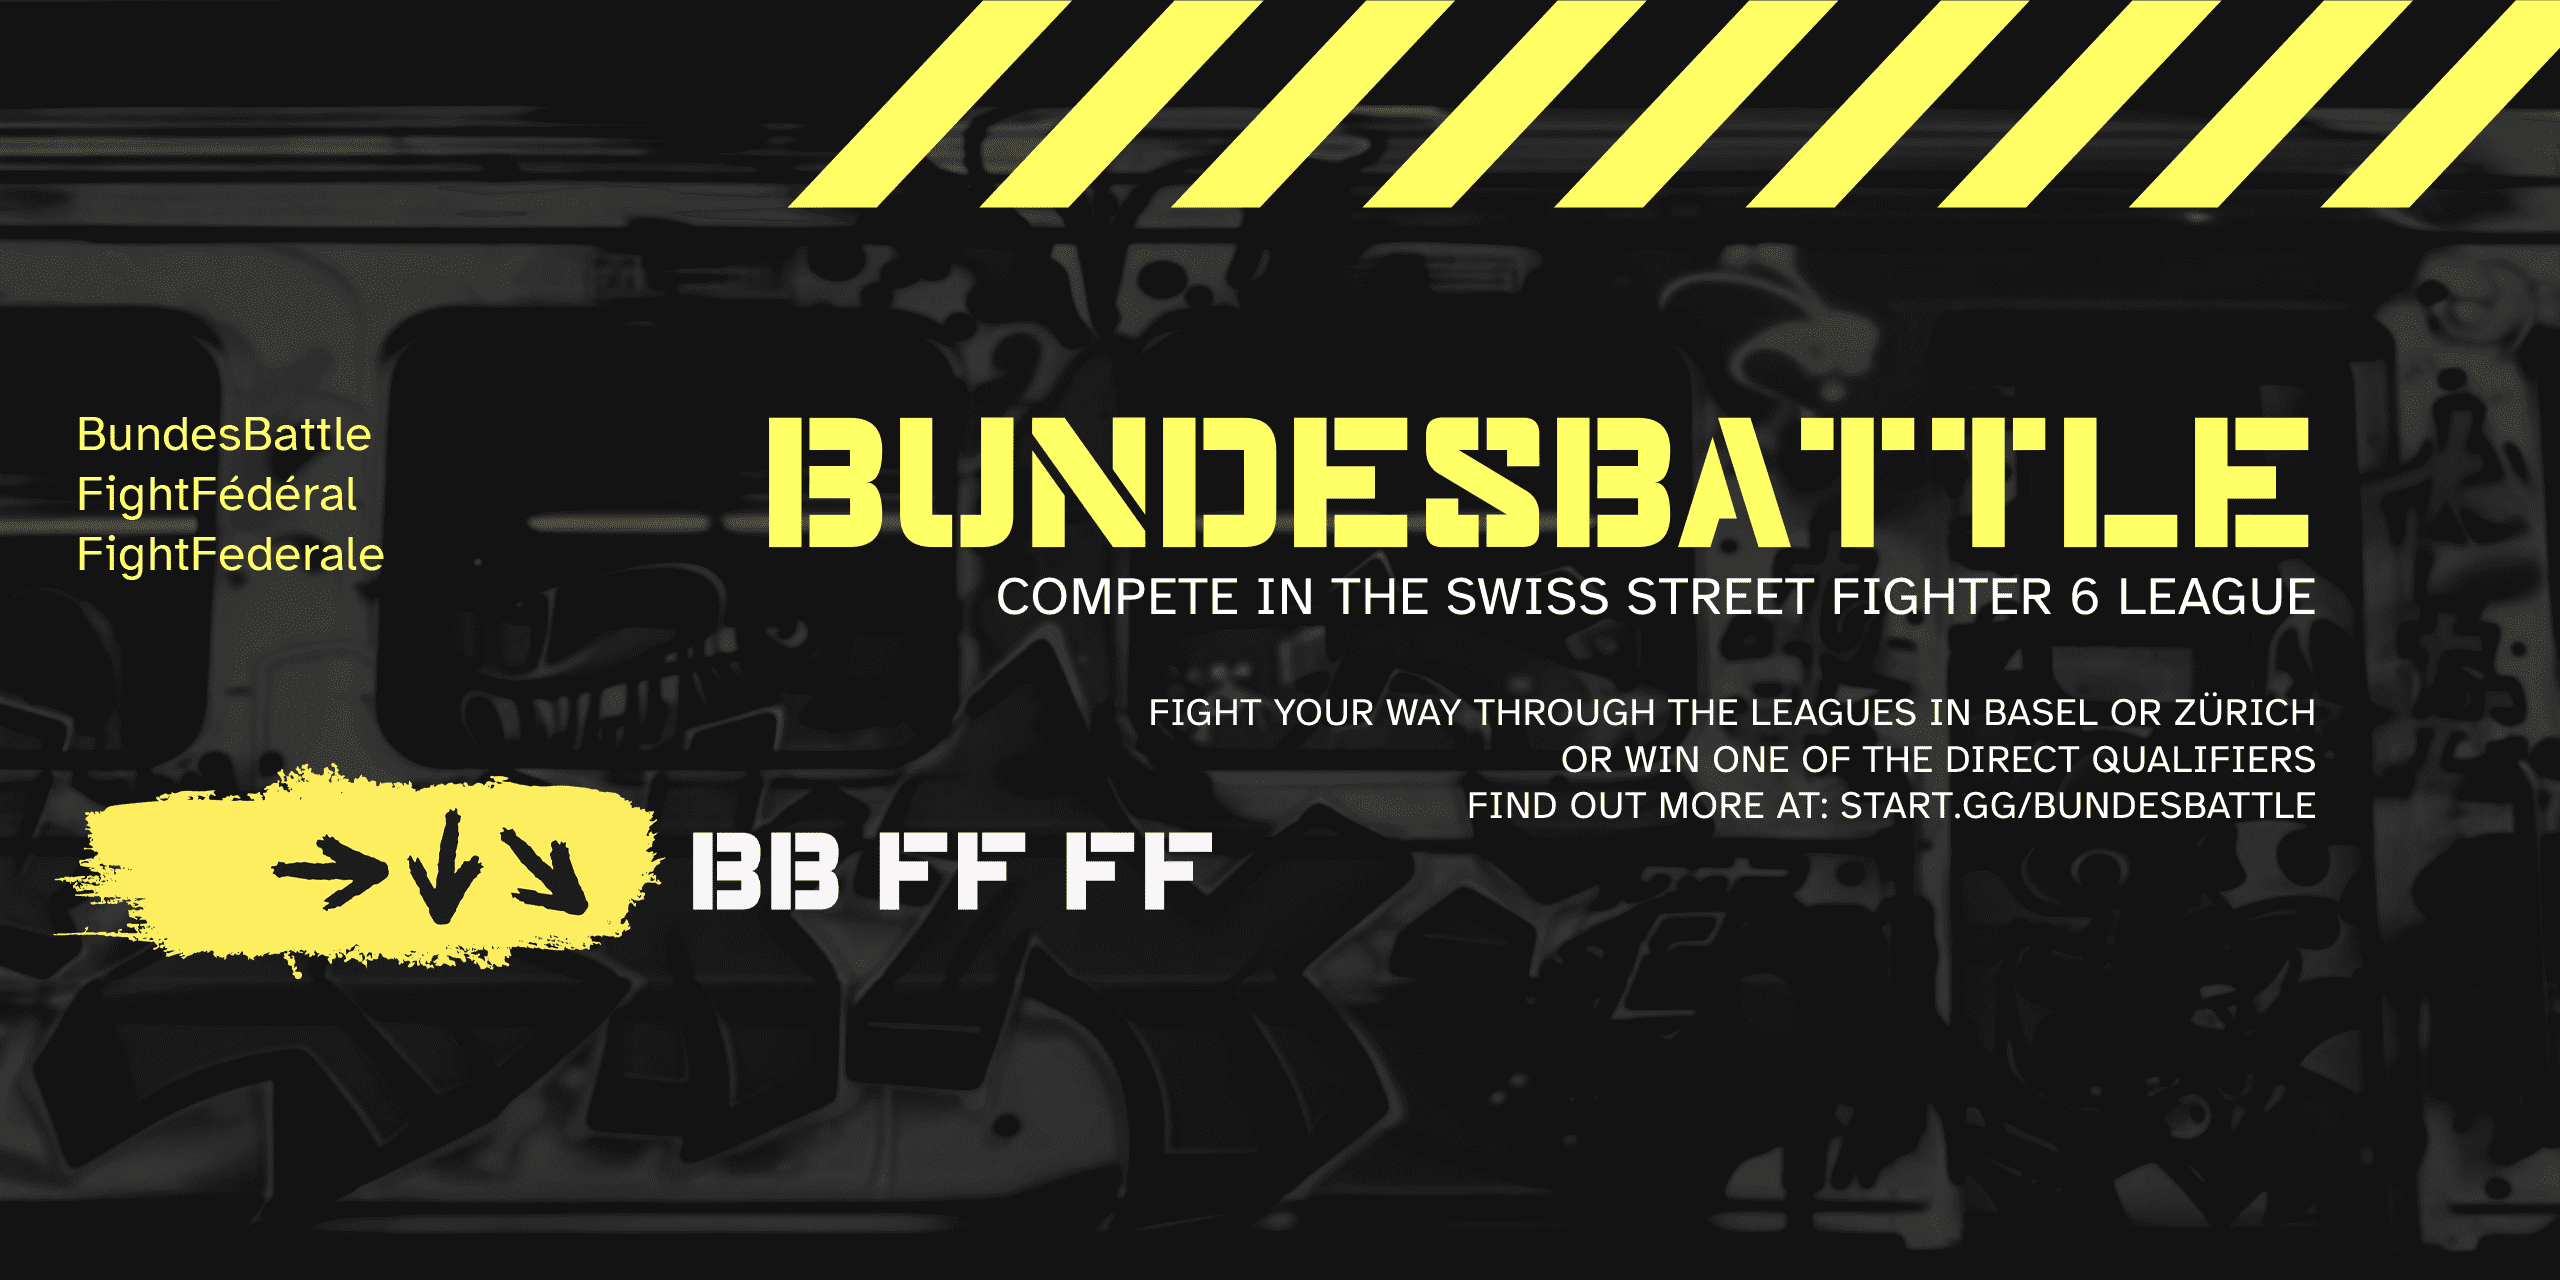 BundesBattle
FightFédéral
FightFederale
BUNDESBATTLE
COMPETE IN THE SWISS STREET FIGHTER 6 LEAGUE
FIGHT YOUR WAY THROUGH THE LEAGUES IN BASEL OR ZÜRICH
OR WIN ONE OF THE DIRECT QUALIFIERS
FIND OUT MORE AT: START.GG/BUNDESBATTLE
BB FF FF